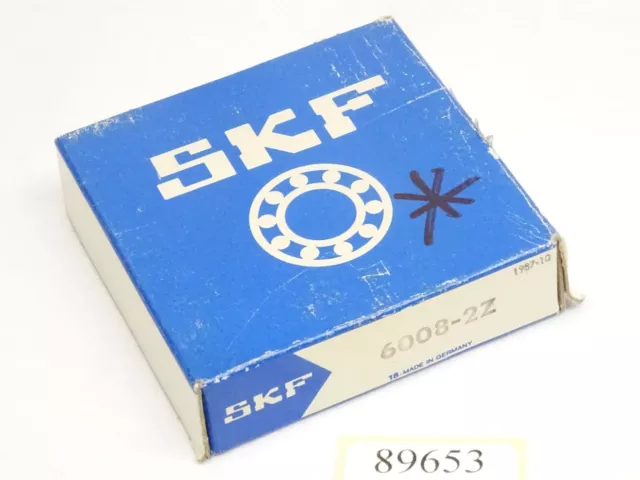 SKF
1987-10
6008-2Z
18. MADE IN GERMANY
SKF
89653